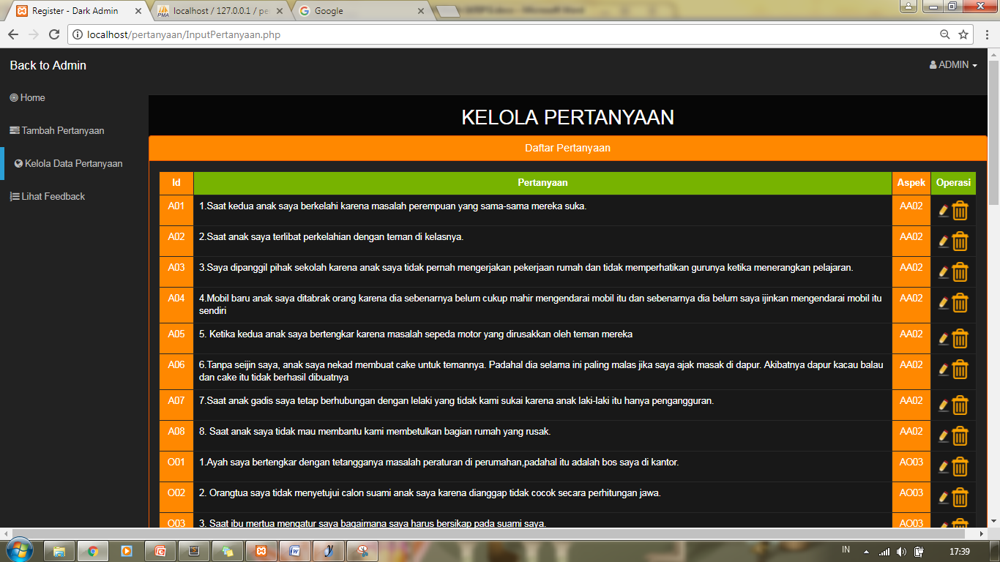 Register - Dark Admin
localhost / 127.0.0.1 / pe
Google
localhost/pertanyaan/InputPertanyaan.php
Back to Admin
ADMIN
Home
Tambah Pertanyaan
Kelola Data Pertanyaan
Lihat Feedback
KELOLA PERTANYAAN
Daftar Pertanyaan
Id Pertanyaan Aspek Operasi
A01 1.Saat kedua anak saya berkelahi karena masalah perempuan yang sama-sama mereka suka. AA02
A02 2.Saat anak saya terlibat perkelahian dengan teman di kelasnya. AA02
A03 3.Saya dipanggil pihak sekolah karena anak saya tidak pernah mengerjakan pekerjaan rumah dan tidak memperhatikan gurunya ketika menerangkan pelajaran. AA02
A04 4.Mobil baru anak saya ditabrak orang karena dia sebenarnya belum cukup mahir mengendarai mobil itu dan sebenarnya dia belum saya ijinkan mengendarai mobil itu AA02
sendiri
A05 5. Ketika kedua anak saya bertengkar karena masalah sepeda motor yang dirusakkan oleh teman mereka AA02
A06 6.Tanpa seijin saya, anak saya nekad membuat cake untuk temannya. Padahal dia selama ini paling malas jika saya ajak masak di dapur. Akibatnya dapur kacau balau AA02
dan cake itu tidak berhasil dibuatnya
A07 7.Saat anak gadis saya tetap berhubungan dengan lelaki yang tidak kami sukai karena anak laki-laki itu hanya pengangguran. AA02
A08 8. Saat anak saya tidak mau membantu kami membetulkan bagian rumah yang rusak. AA02
O01 1.Ayah saya bertengkar dengan tetangganya masalah peraturan di perumahan,padahal itu adalah bos saya di kantor. AO03
O02 2. Orangtua saya tidak menyetujui calon suami anak saya karena dianggap tidak cocok secara perhitungan jawa. AO03
O03 3. Saat ibu mertua mengatur saya bagaimana saya harus bersikap pada suami saya. AO03
IN
17:39